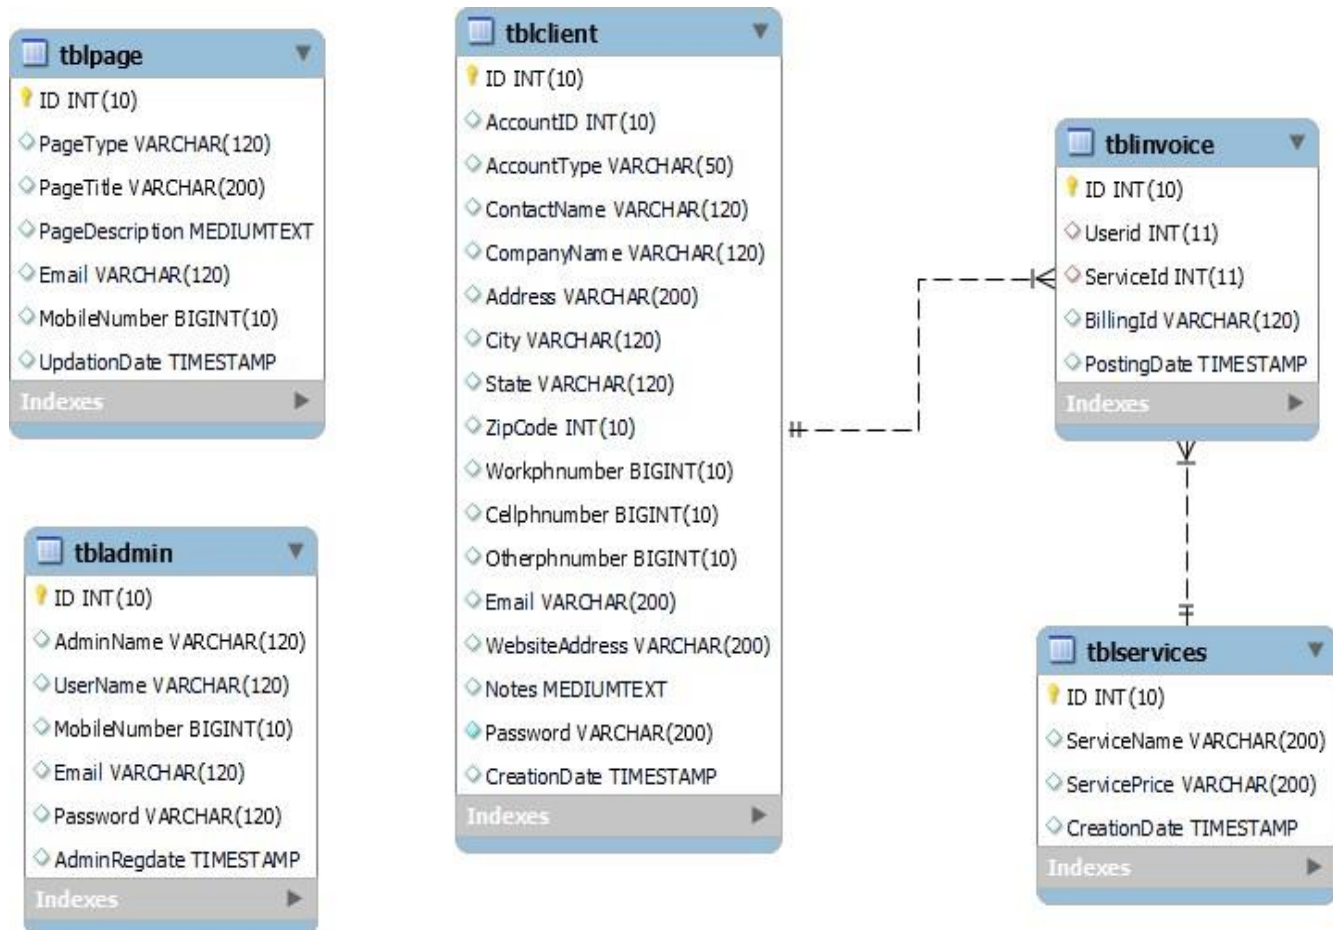 tblpage
ID INT(10)
PageType VARCHAR(120)
PageTitle VARCHAR(200)
PageDescription MEDIUMTEXT
Email VARCHAR(120)
MobileNumber BIGINT(10)
UpdationDate TIMESTAMP
Indexes
tbladmin
ID INT(10)
AdminName VARCHAR(120)
UserName VARCHAR(120)
MobileNumber BIGINT(10)
Email VARCHAR(120)
Password VARCHAR(120)
AdminRegdate TIMESTAMP
Indexes
tblclient
ID INT(10)
AccountID INT(10)
AccountType VARCHAR(50)
ContactName VARCHAR(120)
CompanyName VARCHAR(120)
Address VARCHAR(200)
City VARCHAR(120)
State VARCHAR(120)
ZipCode INT(10)
Workphnumber BIGINT(10)
Cellphnumber BIGINT(10)
Otherphnumber BIGINT(10)
Email VARCHAR(200)
WebsiteAddress VARCHAR(200)
Notes MEDIUMTEXT
Password VARCHAR(200)
CreationDate TIMESTAMP
Indexes
tblinvoice
ID INT(10)
Userid INT(11)
ServiceId INT(11)
BillingId VARCHAR(120)
PostingDate TIMESTAMP
Indexes
tblservices
ID INT(10)
ServiceName VARCHAR(200)
ServicePrice VARCHAR(200)
CreationDate TIMESTAMP
Indexes